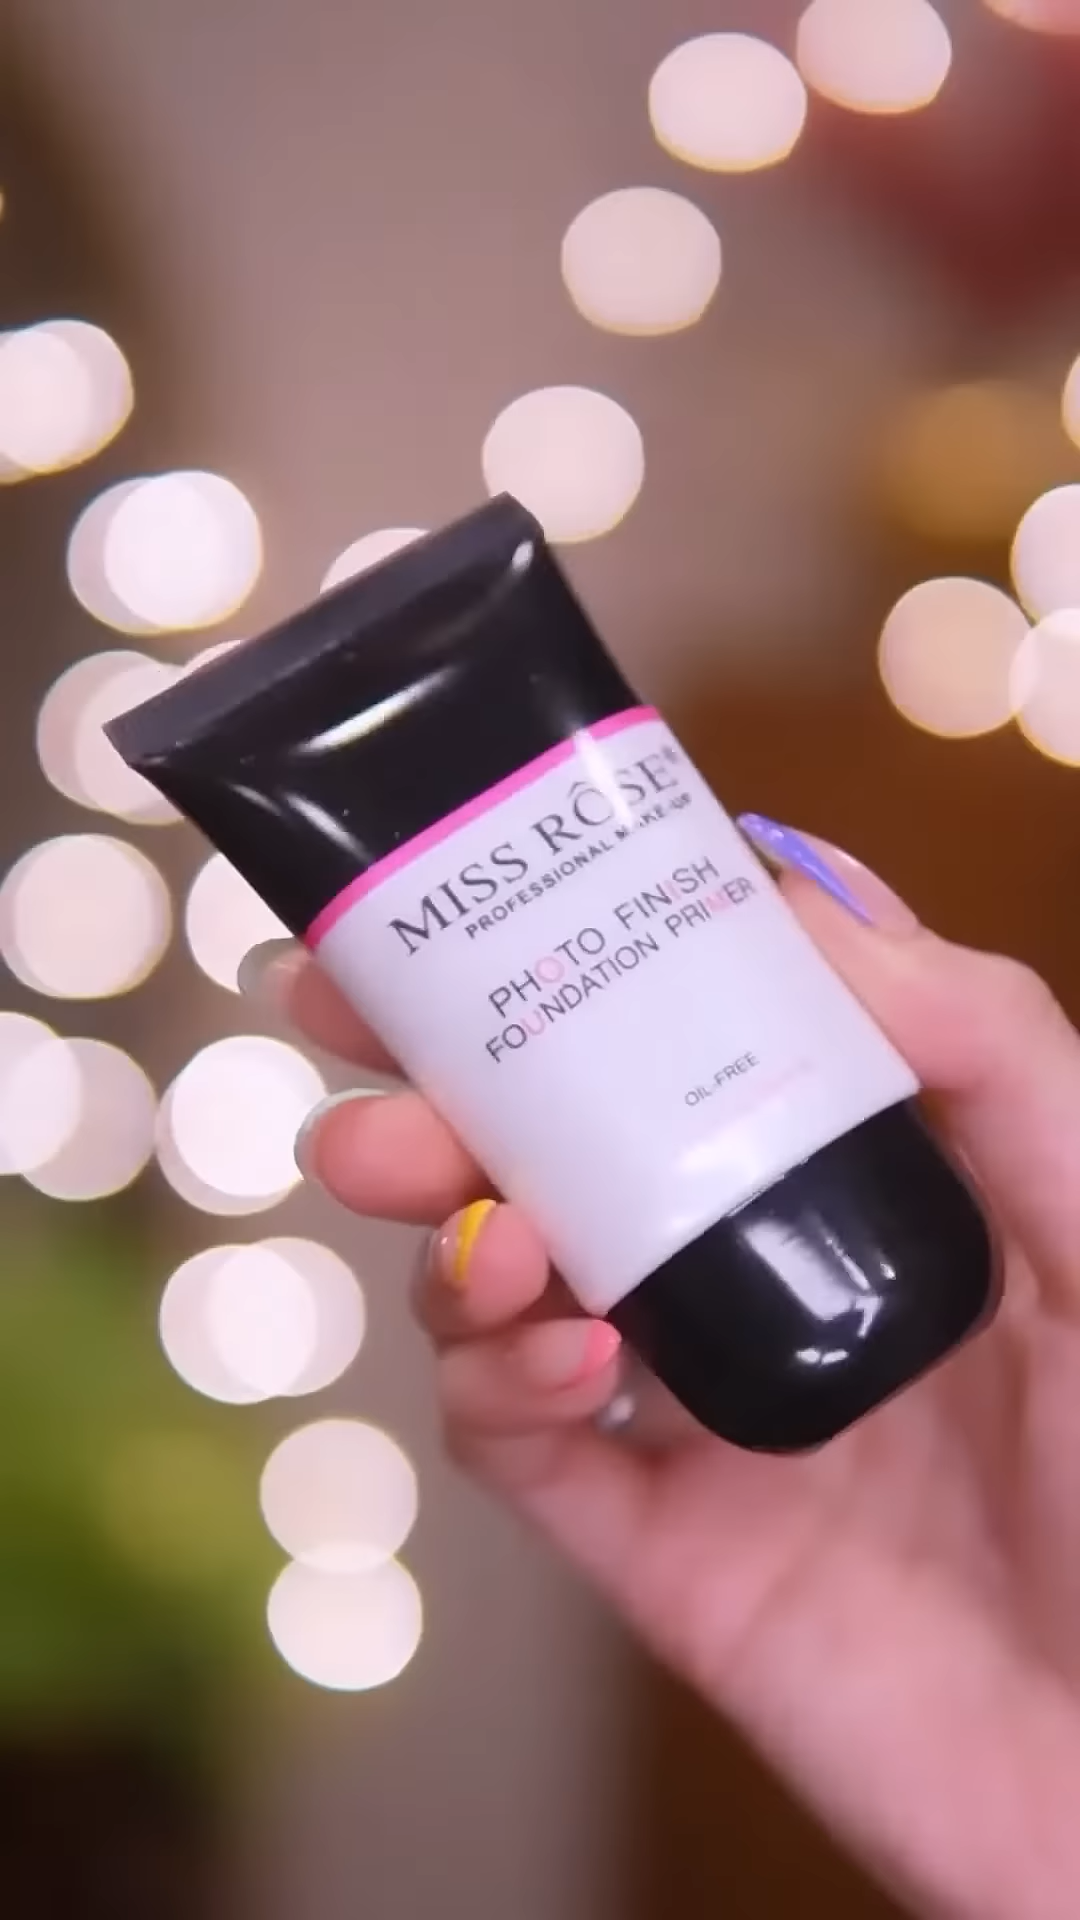 MISS RÔSE®
PROFESSIONAL MAKE-UP
PHOTO FINISH
FOUNDATION PRIMER
OIL-FREE